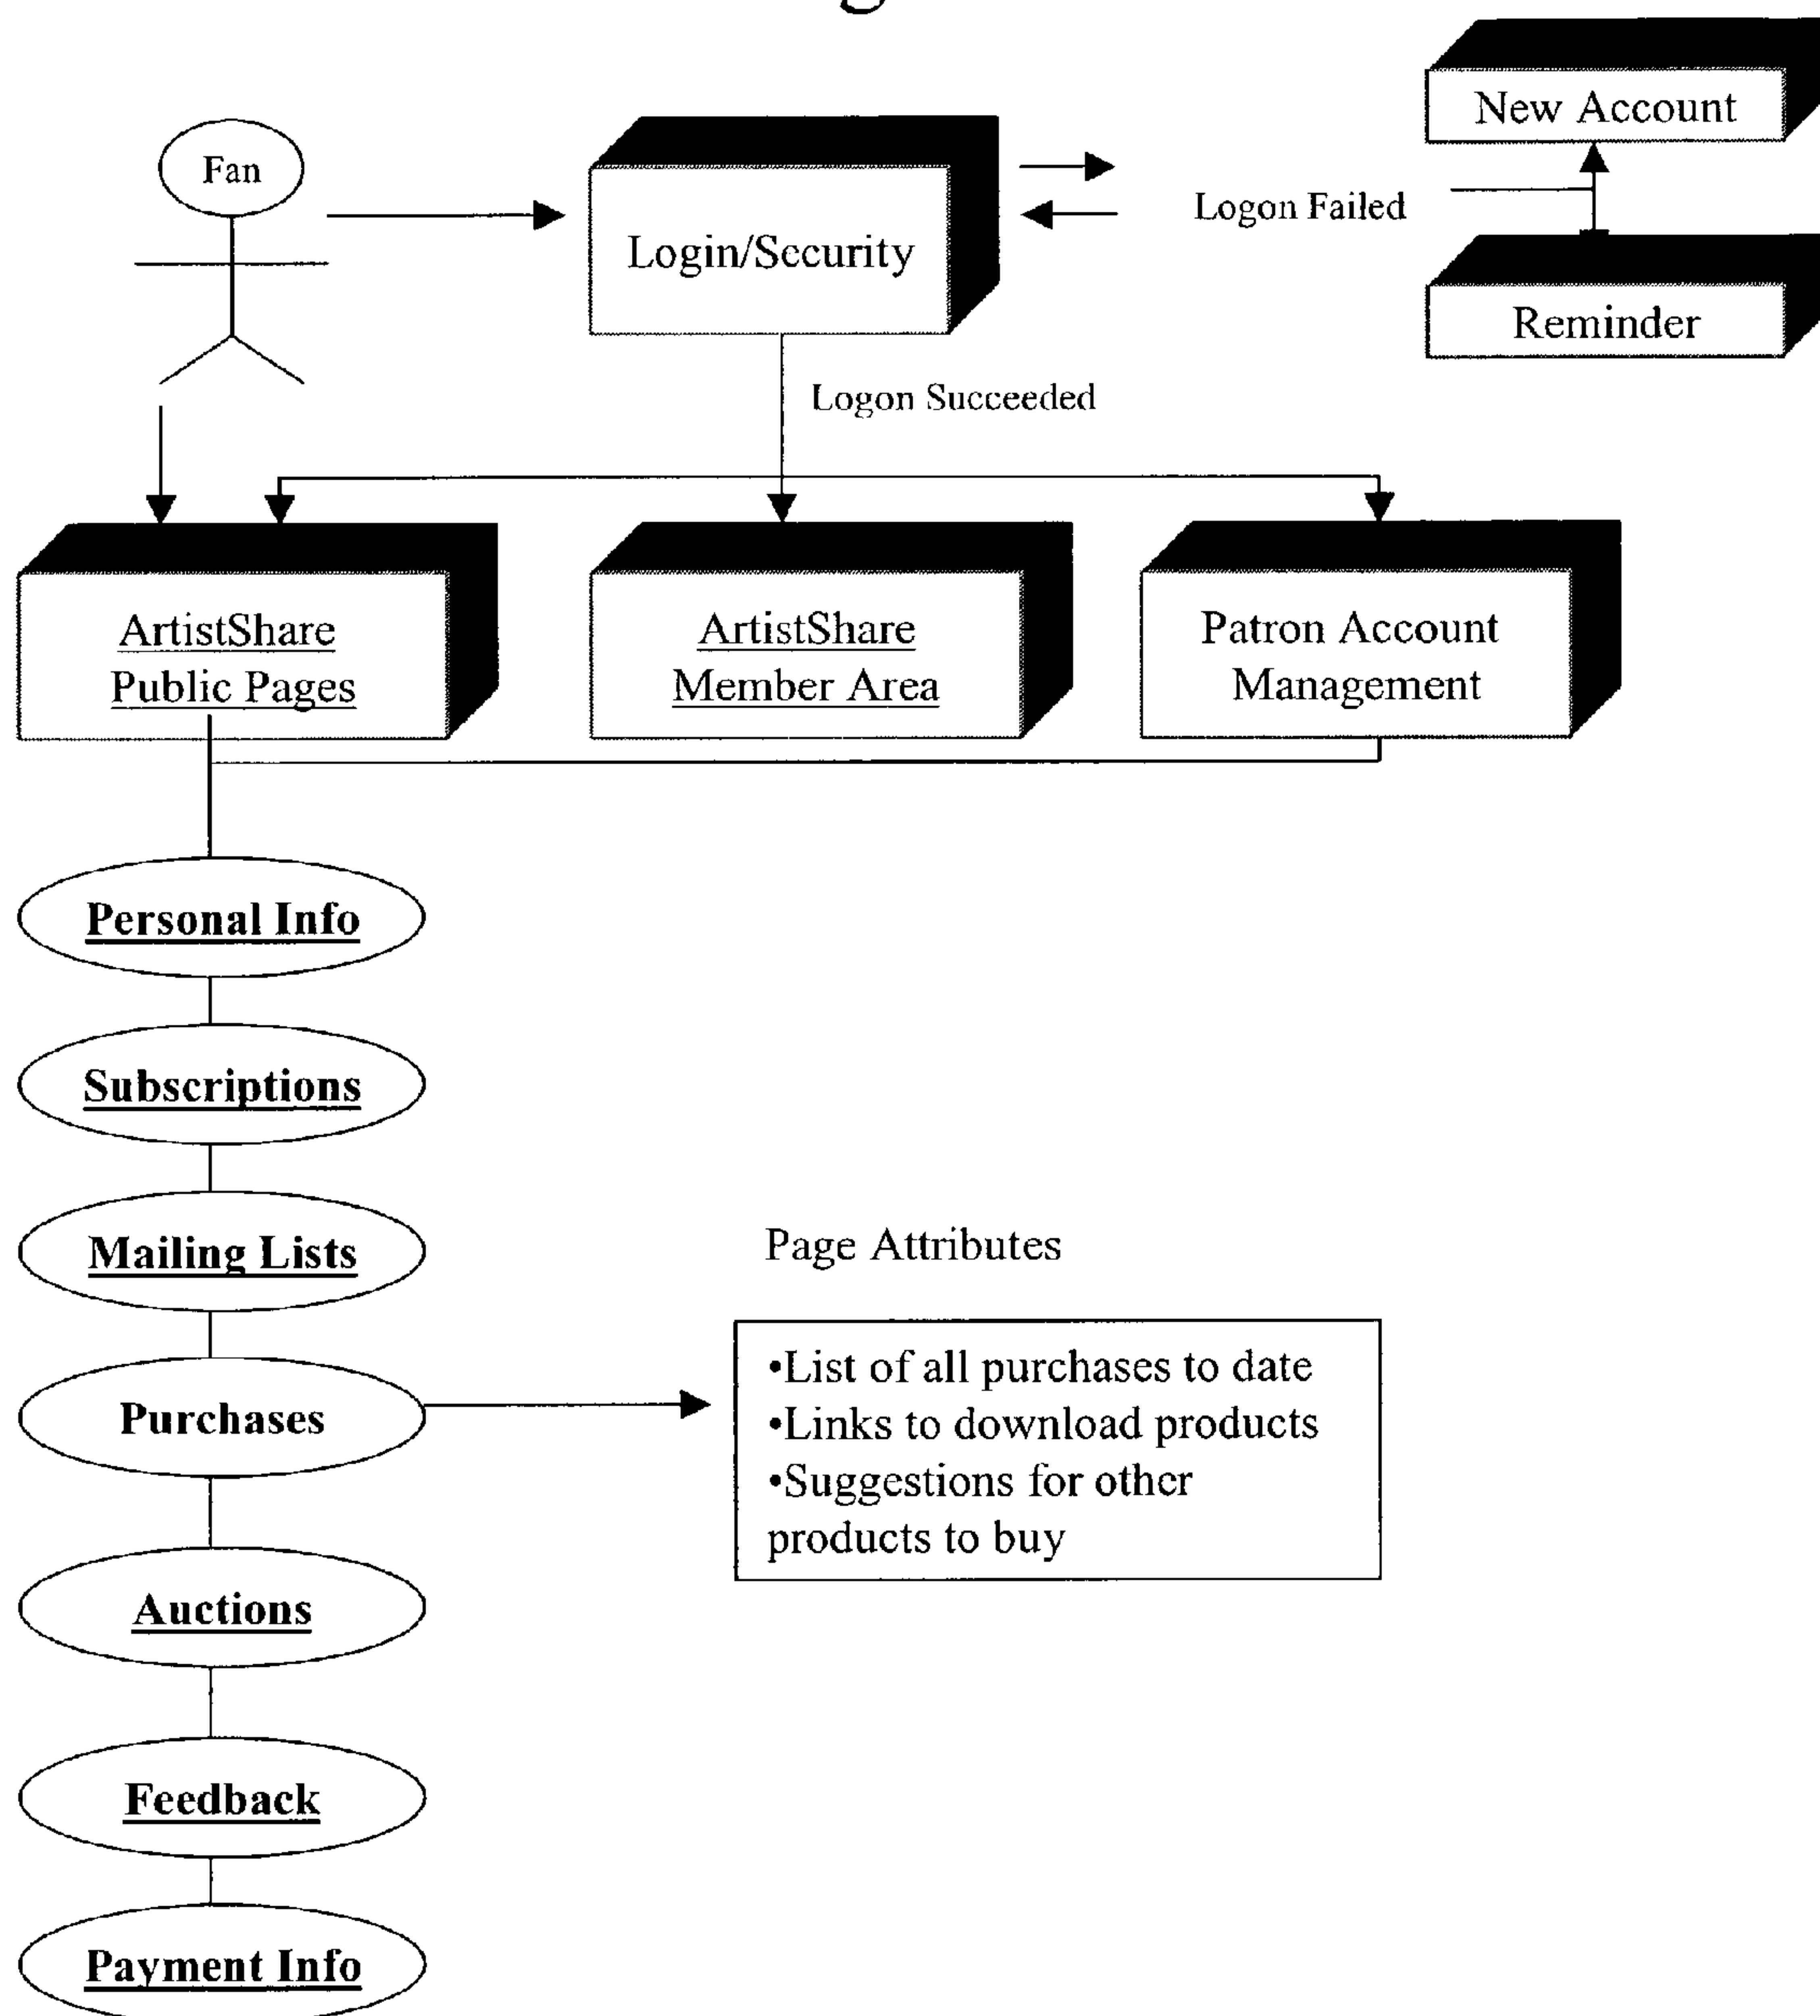 New Account
Fan
Logon Failed
Login/Security
Reminder
Logon Succeeded
ArtistShare
Public Pages
ArtistShare
Member Area
Patron Account
Management
Personal Info
Subscriptions
Mailing Lists
Page Attributes
•List of all purchases to date
•Links to download products
•Suggestions for other
products to buy
Purchases
Auctions
Feedback
Payment Info